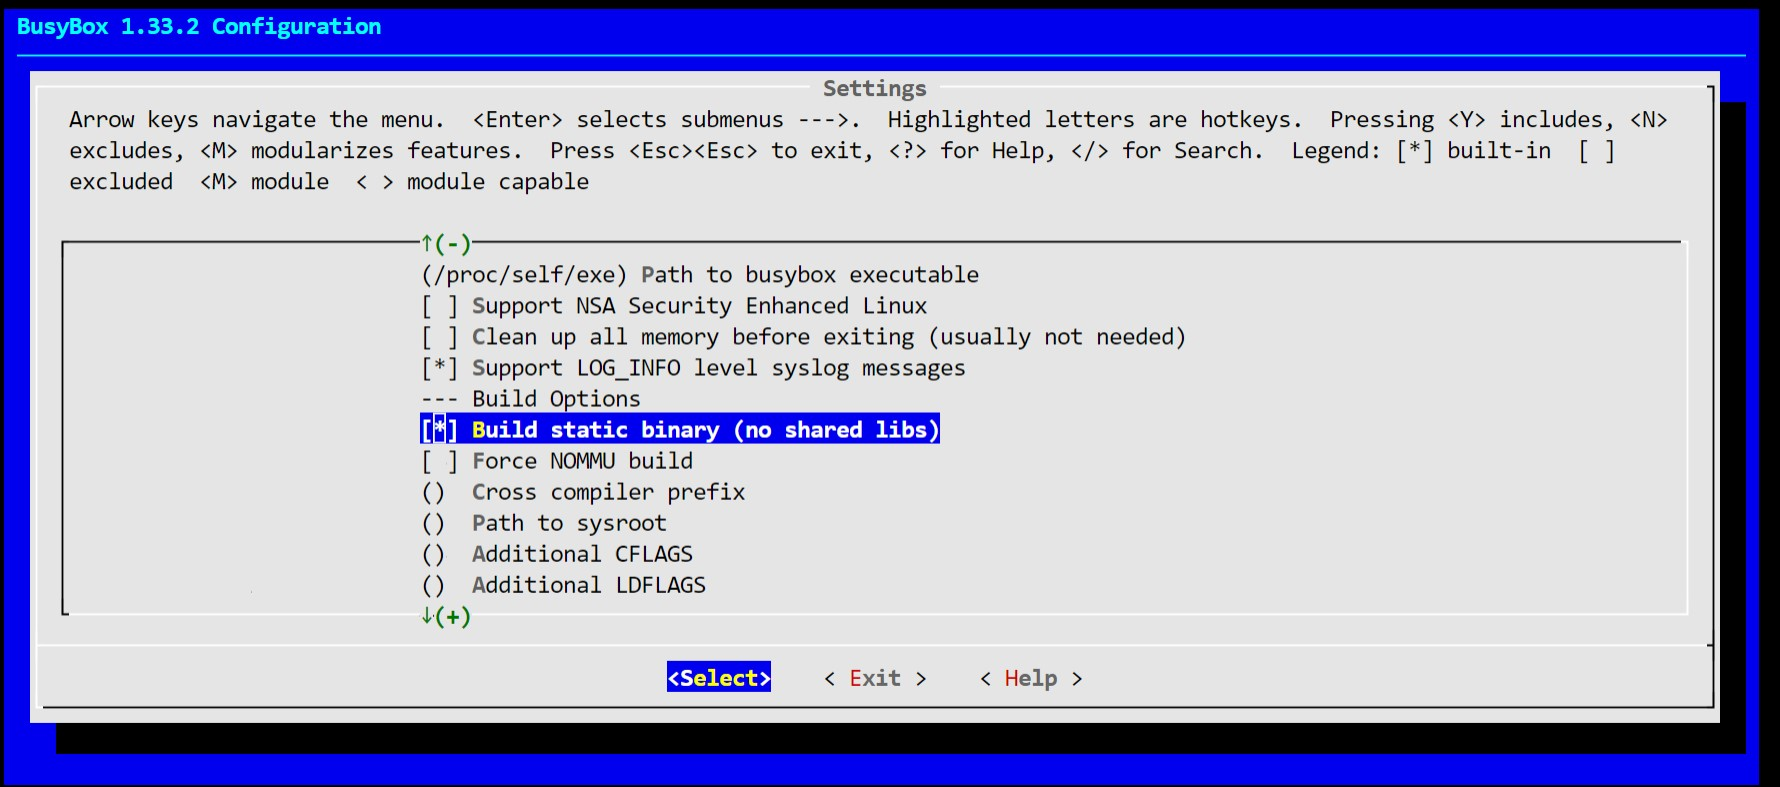 BusyBox 1.33.2 Configuration
Settings
Arrow keys navigate the menu.  <Enter> selects submenus --->.  Highlighted letters are hotkeys.  Pressing <Y> includes, <N>
excludes, <M> modularizes features.  Press <Esc><Esc> to exit, <?> for Help, </> for Search.  Legend: [*] built-in  [ ]
excluded  <M> module  < > module capable
↑(-)
(/proc/self/exe) Path to busybox executable
[ ] Support NSA Security Enhanced Linux
[ ] Clean up all memory before exiting (usually not needed)
[*] Support LOG_INFO level syslog messages
--- Build Options
[*] Build static binary (no shared libs)
[ ] Force NOMMU build
()  Cross compiler prefix
()  Path to sysroot
()  Additional CFLAGS
()  Additional LDFLAGS
↓(+)
<Select>    < Exit >    < Help >